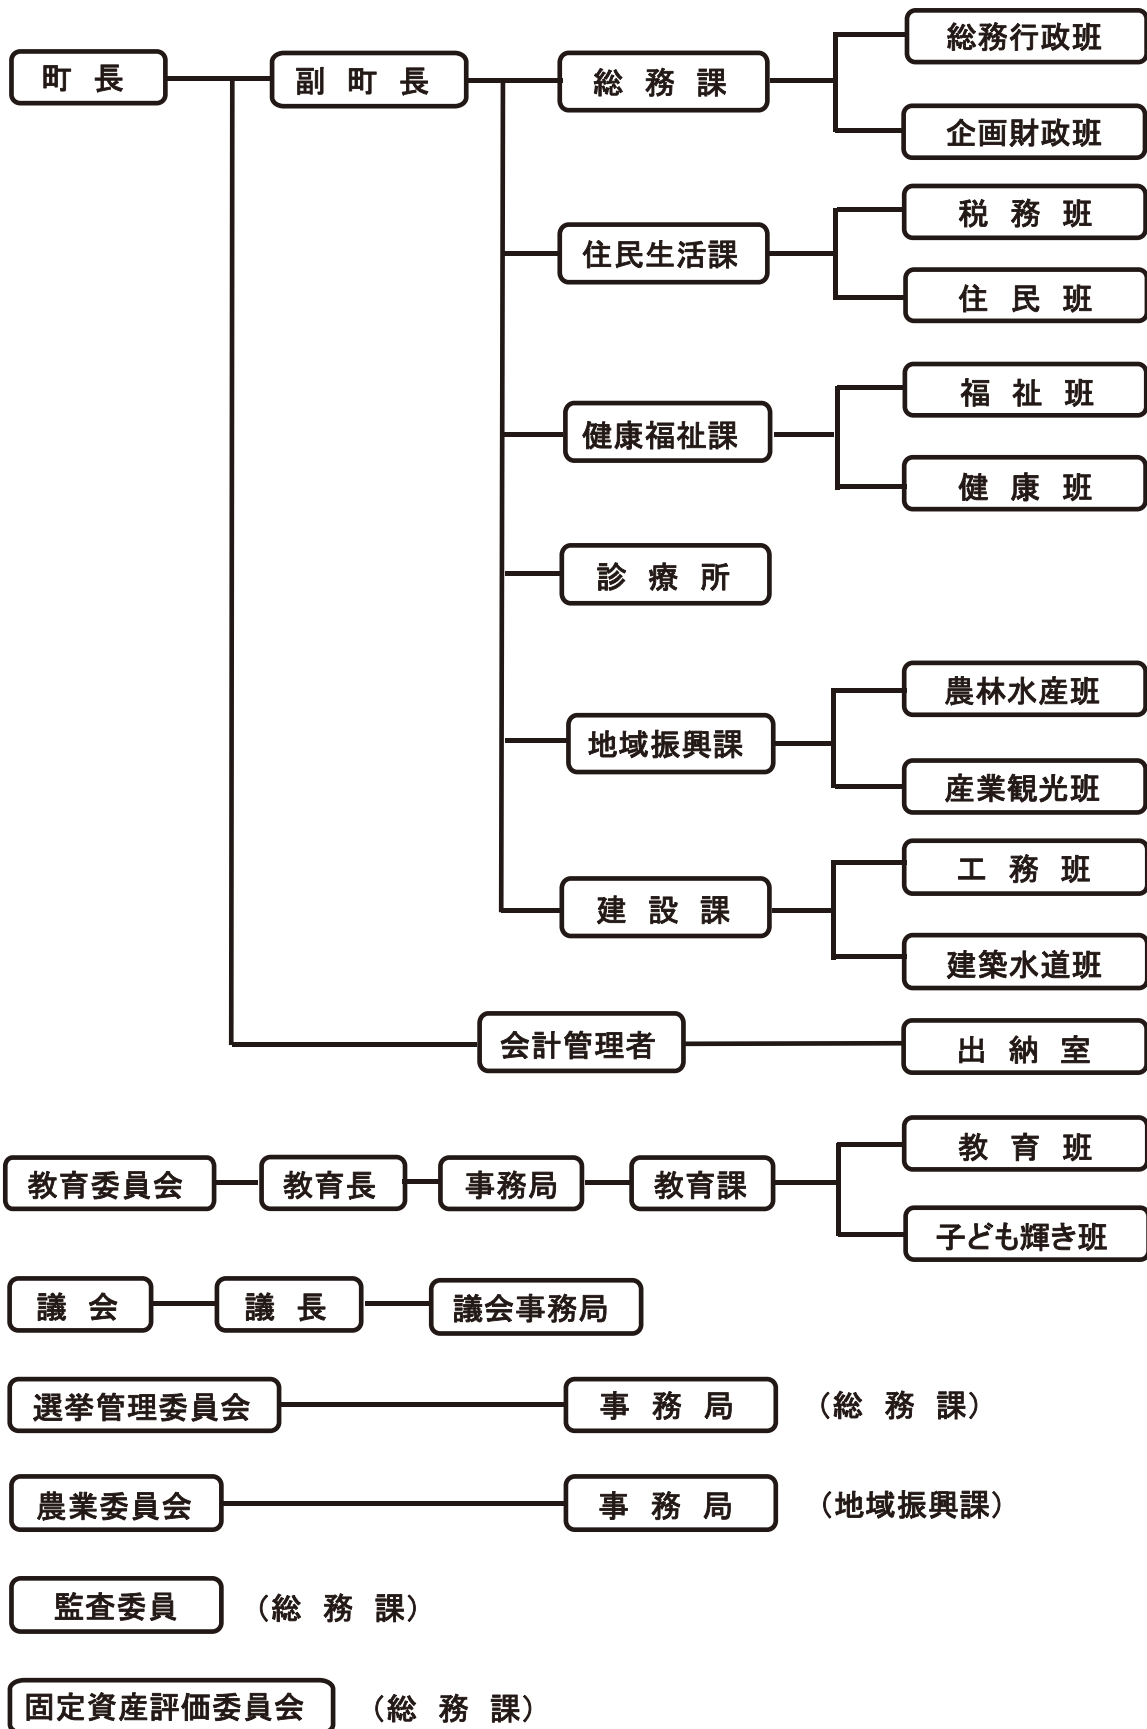 町長
副町長
総務課
総務行政班
企画財政班
住民生活課
税務班
住民班
健康福祉課
福祉班
健康班
診療所
地域振興課
農林水産班
産業観光班
建設課
工務班
建築水道班
会計管理者
出納室
教育委員会
教育長
事務局
教育課
教育班
子ども輝き班
議会
議長
議会事務局
選挙管理委員会
事務局
（総務課）
農業委員会
事務局
（地域振興課）
監査委員
（総務課）
固定資産評価委員会
（総務課）